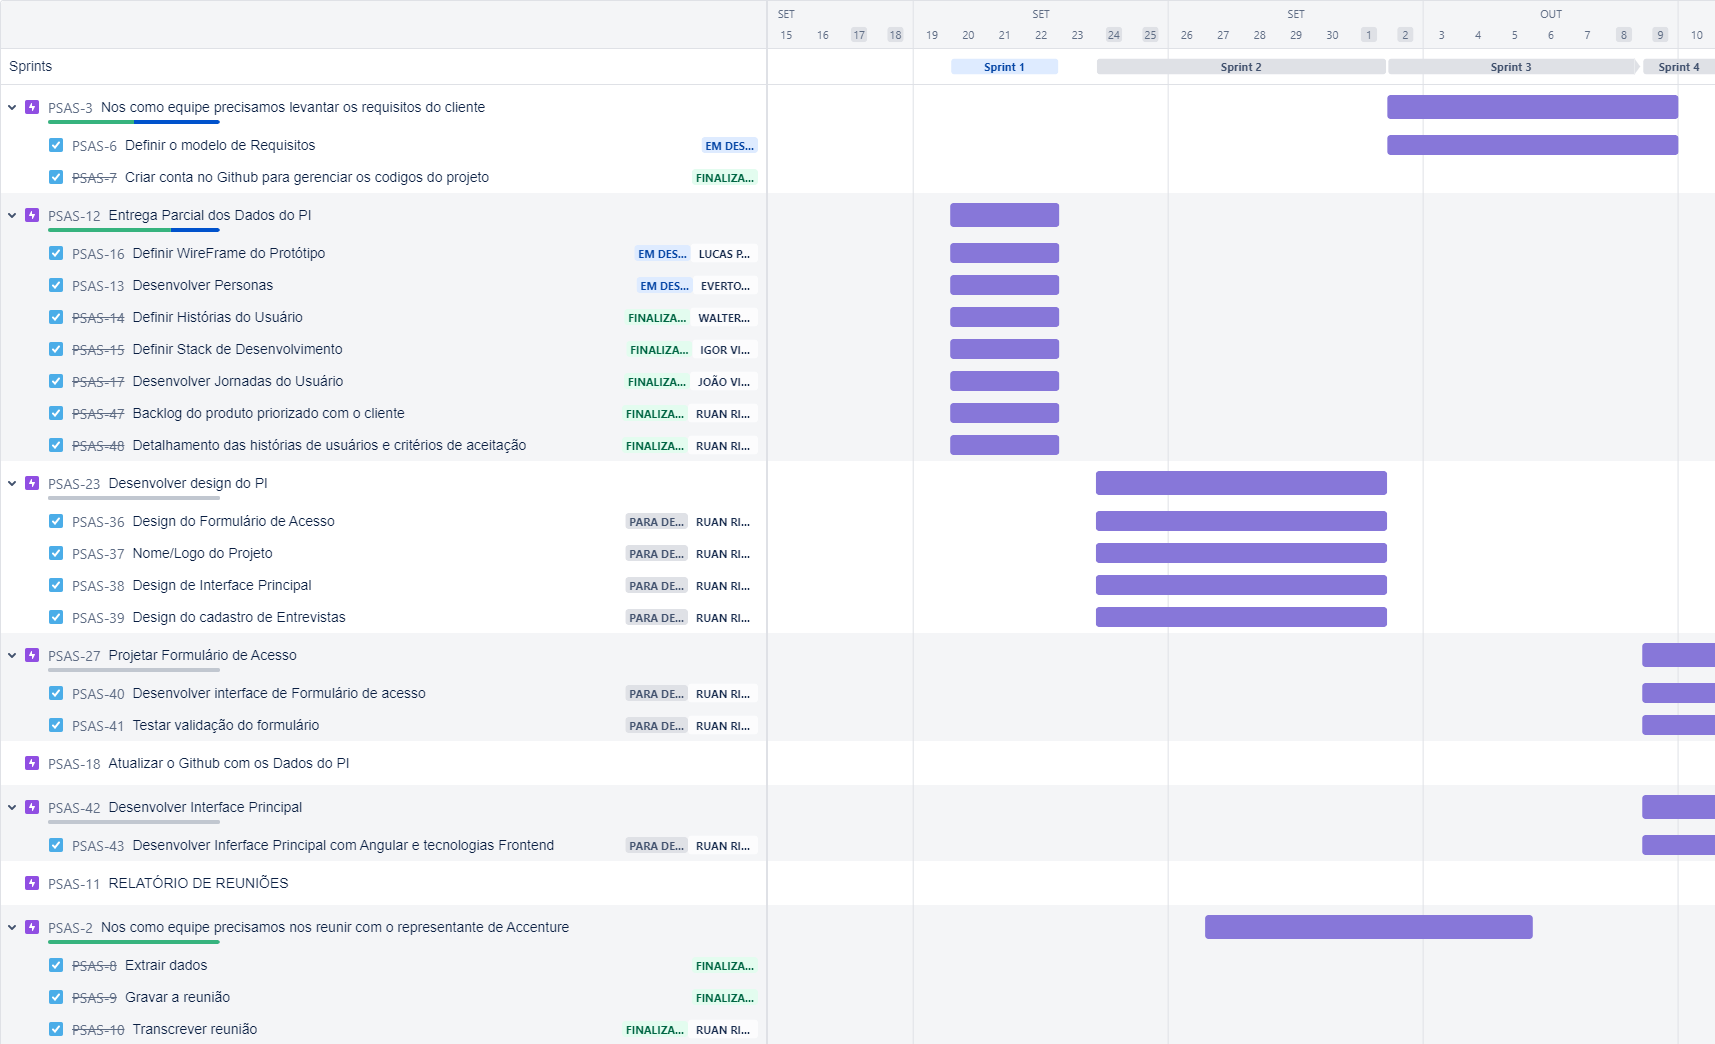 SET SET SET OUT
15 16 17 18 19 20 21 22 23 24 25 26 27 28 29 30 1 2 3 4 5 6 7 8 9 10
Sprints Sprint 1 Sprint 2 Sprint 3 Sprint 4
PSAS-3 Nos como equipe precisamos levantar os requisitos do cliente
PSAS-6 Definir o modelo de Requisitos EM DES...
PSAS-7 Criar conta no Github para gerenciar os codigos do projeto FINALIZA...
PSAS-12 Entrega Parcial dos Dados do PI
PSAS-16 Definir WireFrame do Protótipo EM DES... LUCAS P...
PSAS-13 Desenvolver Personas EM DES... EVERTO...
PSAS-14 Definir Histórias do Usuário FINALIZA... WALTER...
PSAS-15 Definir Stack de Desenvolvimento FINALIZA... IGOR VI...
PSAS-17 Desenvolver Jornadas do Usuário FINALIZA... JOÃO VI...
PSAS-47 Backlog do produto priorizado com o cliente FINALIZA... RUAN RI...
PSAS-48 Detalhamento das histórias de usuários e critérios de aceitação FINALIZA... RUAN RI...
PSAS-23 Desenvolver design do PI
PSAS-36 Design do Formulário de Acesso PARA DE... RUAN RI...
PSAS-37 Nome/Logo do Projeto PARA DE... RUAN RI...
PSAS-38 Design de Interface Principal PARA DE... RUAN RI...
PSAS-39 Design do cadastro de Entrevistas PARA DE... RUAN RI...
PSAS-27 Projetar Formulário de Acesso
PSAS-40 Desenvolver interface de Formulário de acesso PARA DE... RUAN RI...
PSAS-41 Testar validação do formulário PARA DE... RUAN RI...
PSAS-18 Atualizar o Github com os Dados do PI
PSAS-42 Desenvolver Interface Principal
PSAS-43 Desenvolver Inferface Principal com Angular e tecnologias Frontend PARA DE... RUAN RI...
PSAS-11 RELATÓRIO DE REUNIÕES
PSAS-2 Nos como equipe precisamos nos reunir com o representante de Accenture
PSAS-8 Extrair dados FINALIZA...
PSAS-9 Gravar a reunião FINALIZA...
PSAS-10 Transcrever reunião FINALIZA... RUAN RI...